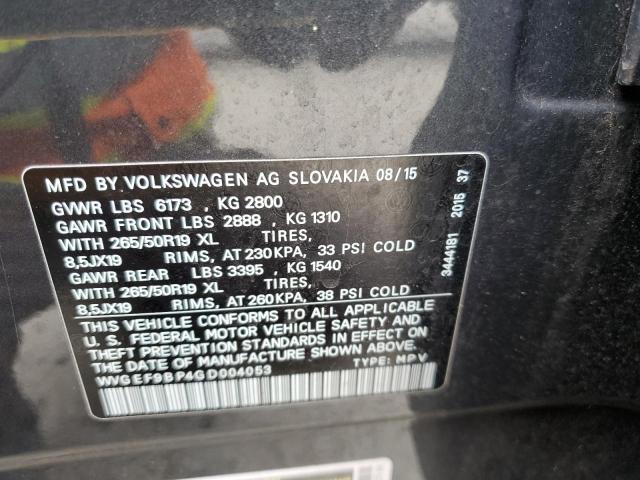 MFD BY VOLKSWAGEN AG SLOVAKIA 08/15
GVWR LBS 6173 , KG 2800
GAWR FRONT LBS 2888 , KG 1310
WITH 265/50R19 XL TIRES,
8,5JX19 RIMS, AT 230KPA, 33 PSI COLD
GAWR REAR LBS 3395 , KG 1540
WITH 265/50R19 XL TIRES,
8,5JX19 RIMS, AT 260KPA, 38 PSI COLD
THIS VEHICLE CONFORMS TO ALL APPLICABLE
U. S. FEDERAL MOTOR VEHICLE SAFETY AND
THEFT PREVENTION STANDARDS IN EFFECT ON
THE DATE OF MANUFACTURE SHOWN ABOVE.
WVGEF9BP4GD004053 TYPE: MPV
3444181 2015 37